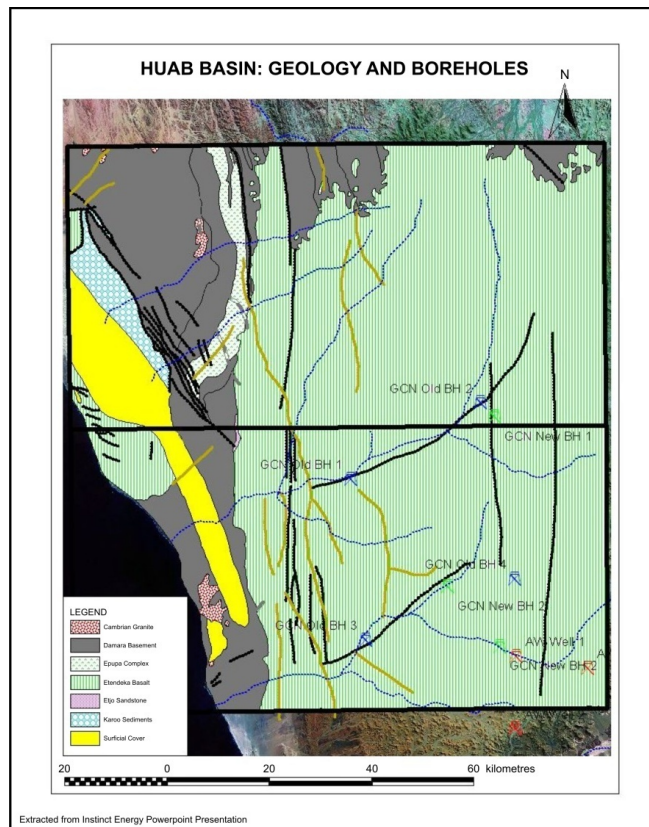 HUAB BASIN: GEOLOGY AND BOREHOLES
N
GCN Old BH 2
GCN New BH 1
GCN Old BH 1
GCN Old BH 4
GCN New BH 2
GCN Old BH 3
AW Well 1
GCN New BH 2
A
LEGEND
Cambrian Granite
Damara Basement
Epupa Complex
Etendeka Basalt
Etjo Sandstone
Karoo Sediments
Surficial Cover
20 0 20 40 60 kilometres
Extracted from Instinct Energy Powerpoint Presentation